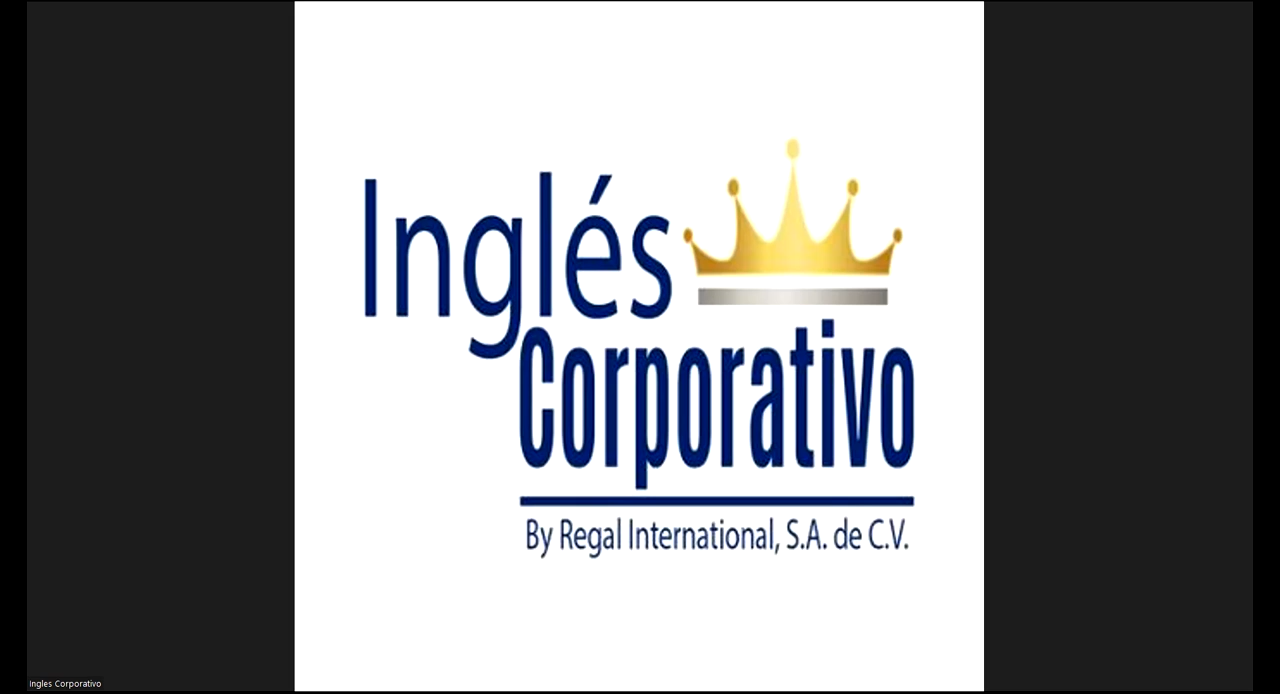 Inglés
Corporativo
By Regal International, S.A. de C.V.
Ingles Corporativo